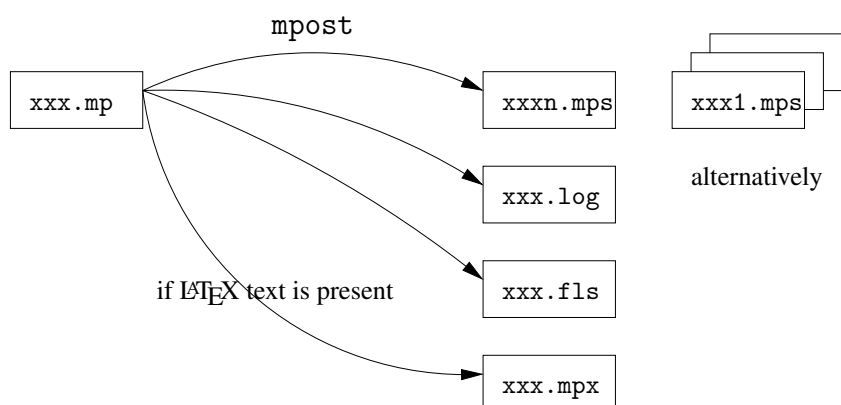 mpost
xxx.mp
xxxn.mps
xxx1.mps
xxx.log
alternatively
xxx.fls
if LATEX text is present
xxx.mpx